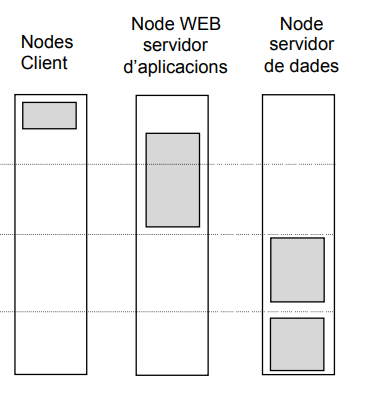 Nodes
Client
Node WEB
servidor
d'aplicacions
Node
servidor
de dades